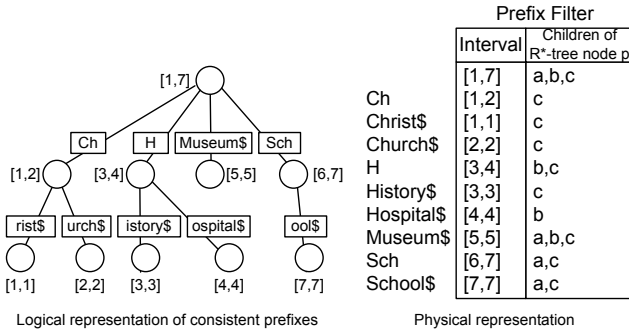 Prefix Filter
Interval Children of R*-tree node p
[1,7] a,b,c
Ch [1,2] c
Christ$ [1,1] c
Church$ [2,2] c
H [3,4] b,c
History$ [3,3] c
Hospital$ [4,4] b
Museum$ [5,5] a,b,c
Sch [6,7] a,c
School$ [7,7] a,c
[1,7]
Ch H Museum$ Sch
[1,2] [3,4] [5,5] [6,7]
rist$ urch$ istory$ ospital$ ool$
[1,1] [2,2] [3,3] [4,4] [7,7]
Logical representation of consistent prefixes
Physical representation